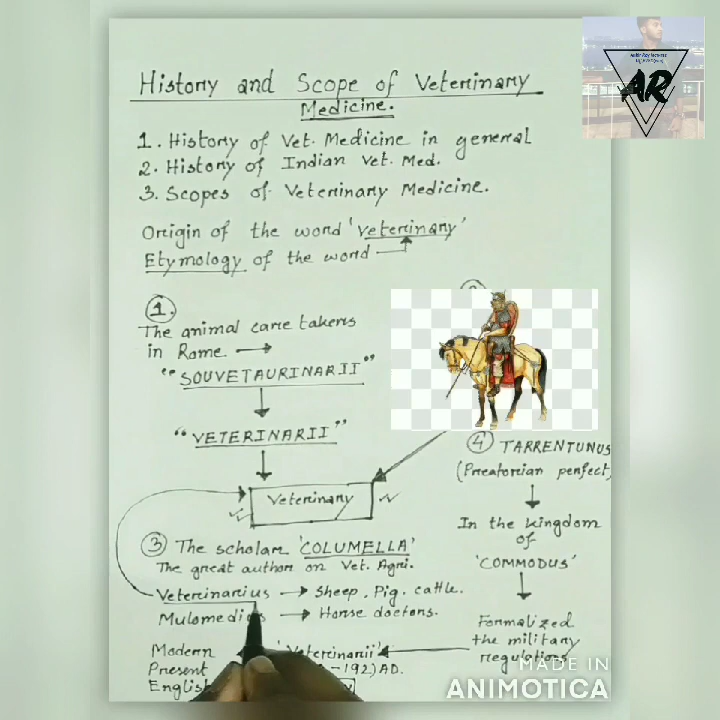 History and Scope of Veterinary
Medicine.
1. History of Vet. Medicine in general
2. History of Indian Vet. Med.
3. Scopes of Veterinary Medicine.
Origin of the word 'Veterinary'
Etymology of the word →
1.
The animal care takers
in Rome →
"SOUVETAURINARII"
↓
"VETERINARII"
↓
Veterinary
3 The scholar 'COLUMELLA'
The great author on Vet. Agri.
Veterinarius → Sheep, Pig, cattle.
Mulomedi → Horse doctors.
Modern
Present
English
'Veterinarii'
-192) AD.
4 TARRENTUNUS
(Preatorian perfect,
↓
In the kingdom
of
'COMMODUS'
↓
Formalized
the military
regulations
AR
MADE IN
ANIMOTICA